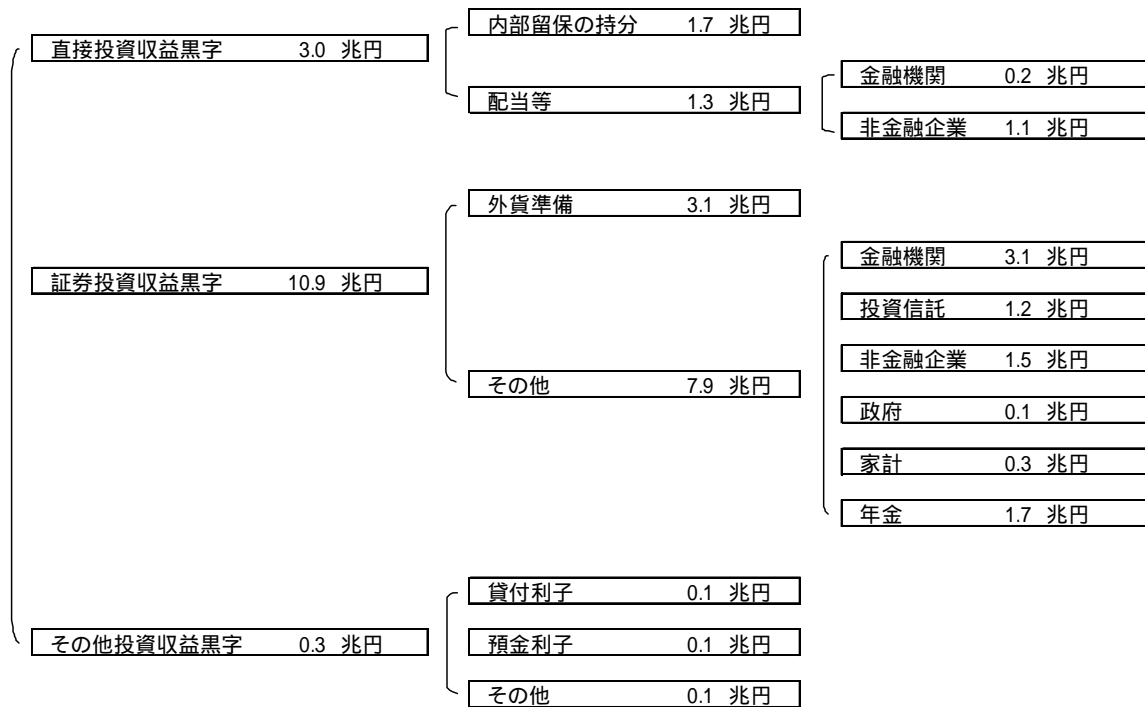 内部留保の持分 1.7 兆円
直接投資収益黒字 3.0 兆円
金融機関 0.2 兆円
配当等 1.3 兆円
非金融企業 1.1 兆円
外貨準備 3.1 兆円
金融機関 3.1 兆円
証券投資収益黒字 10.9 兆円
投資信託 1.2 兆円
非金融企業 1.5 兆円
その他 7.9 兆円
政府 0.1 兆円
家計 0.3 兆円
年金 1.7 兆円
貸付利子 0.1 兆円
その他投資収益黒字 0.3 兆円
預金利子 0.1 兆円
その他 0.1 兆円